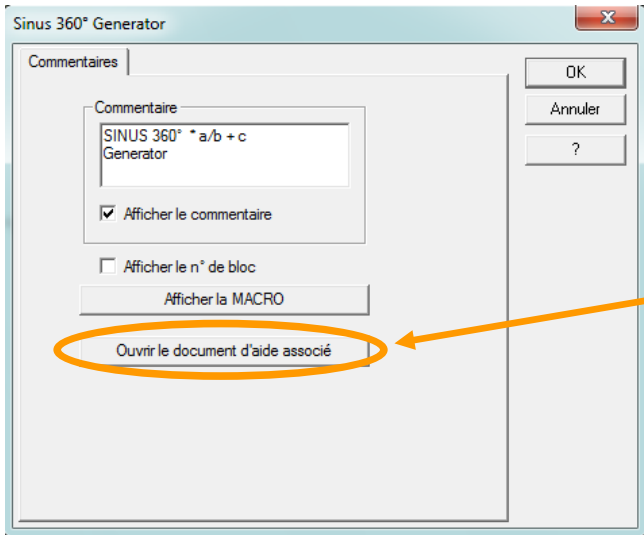 Sinus 360° Generator
Commentaires
OK
Annuler
?
Commentaire
SINUS 360° * a/b + c
Generator
Afficher le commentaire
Afficher le n° de bloc
Afficher la MACRO
Ouvrir le document d'aide associé